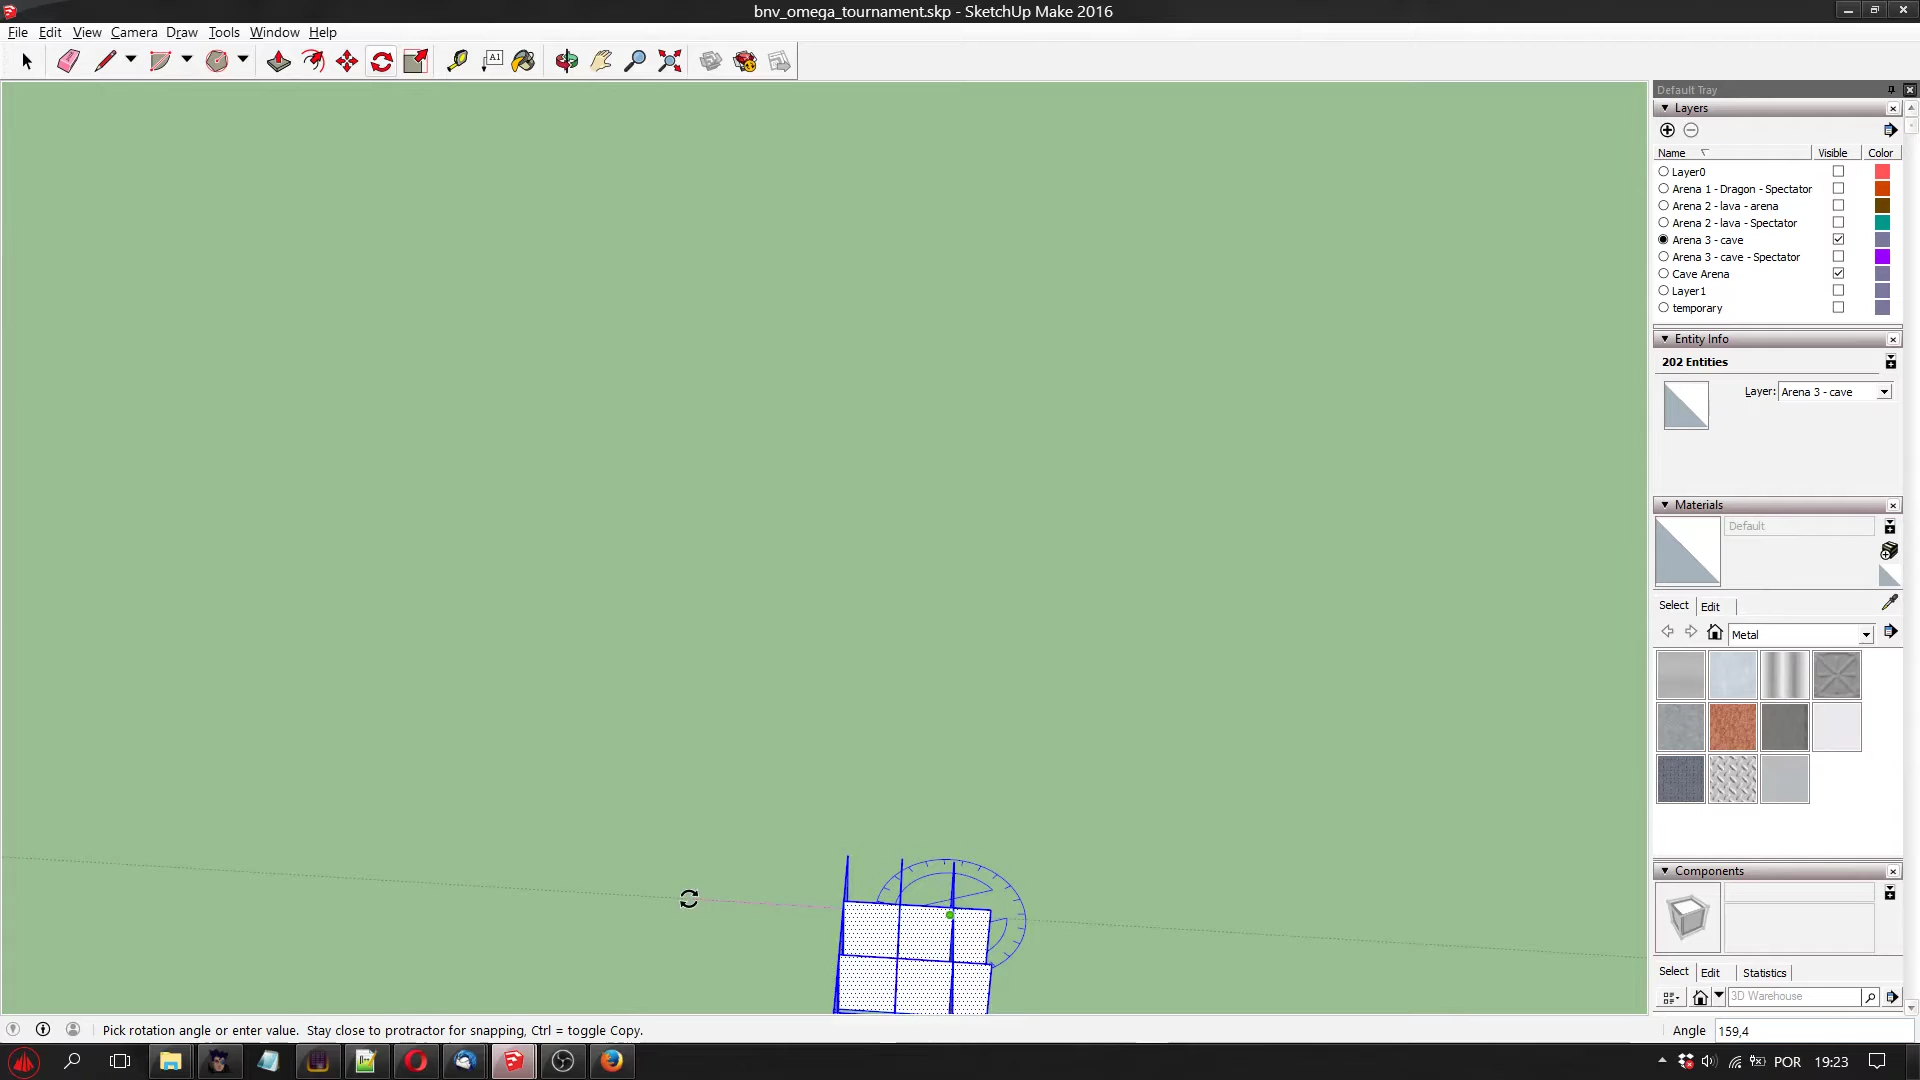 bnv_omega_tournament.skp - SketchUp Make 2016
File Edit View Camera Draw Tools Window Help
A1
Default Tray
Layers
Name Visible Color
Layer0
Arena 1 - Dragon - Spectator
Arena 2 - lava - arena
Arena 2 - lava - Spectator
Arena 3 - cave
Arena 3 - cave - Spectator
Cave Arena
Layer1
temporary
Entity Info
202 Entities
Layer: Arena 3 - cave
Materials
Default
Select Edit
Metal
Components
Select Edit Statistics
3D Warehouse
Pick rotation angle or enter value. Stay close to protractor for snapping, Ctrl = toggle Copy.
Angle 159,4
POR 19:23